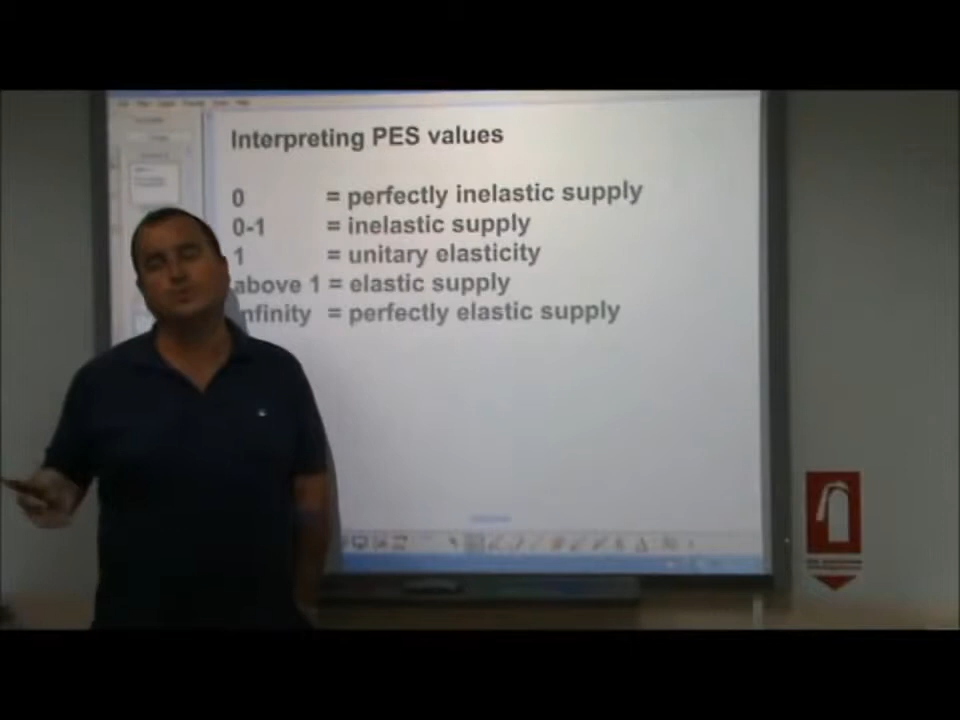 Interpreting PES values
0 = perfectly inelastic supply
0-1 = inelastic supply
1 = unitary elasticity
above 1 = elastic supply
infinity = perfectly elastic supply